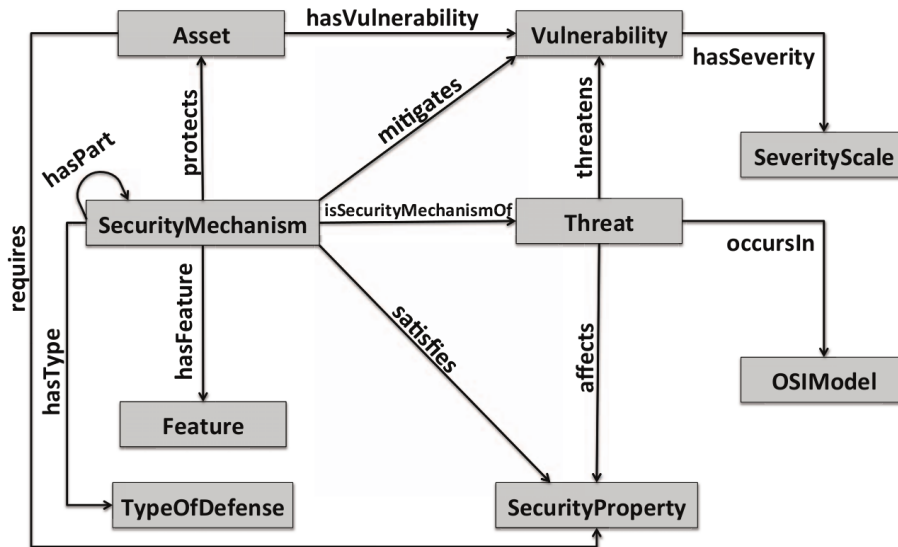 hasVulnerability
Asset
Vulnerability
hasSeverity
protects
mitigates
threatens
SeverityScale
hasPart
SecurityMechanism
isSecurityMechanismOf
Threat
occursIn
requires
hasType
hasFeature
satisfies
affects
OSIModel
Feature
TypeOfDefense
SecurityProperty